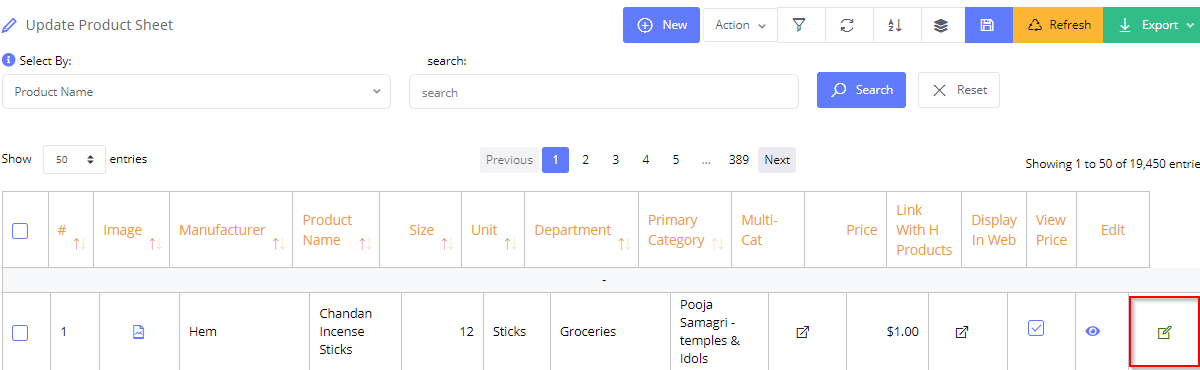 Update Product Sheet
New
Action
Refresh
Export
Select By:
search:
Product Name
search
Search
Reset
Show 50 entries
Previous 1 2 3 4 5 ... 389 Next
Showing 1 to 50 of 19,450 entrie
#
Image
Manufacturer
Product
Name
Size
Unit
Department
Primary
Category
Multi-
Cat
Price
Link
With H
Products
Display
In Web
View
Price
Edit
-
1
Hem
Chandan
Incense
Sticks
12
Sticks
Groceries
Pooja
Samagri -
temples &
Idols
$1.00